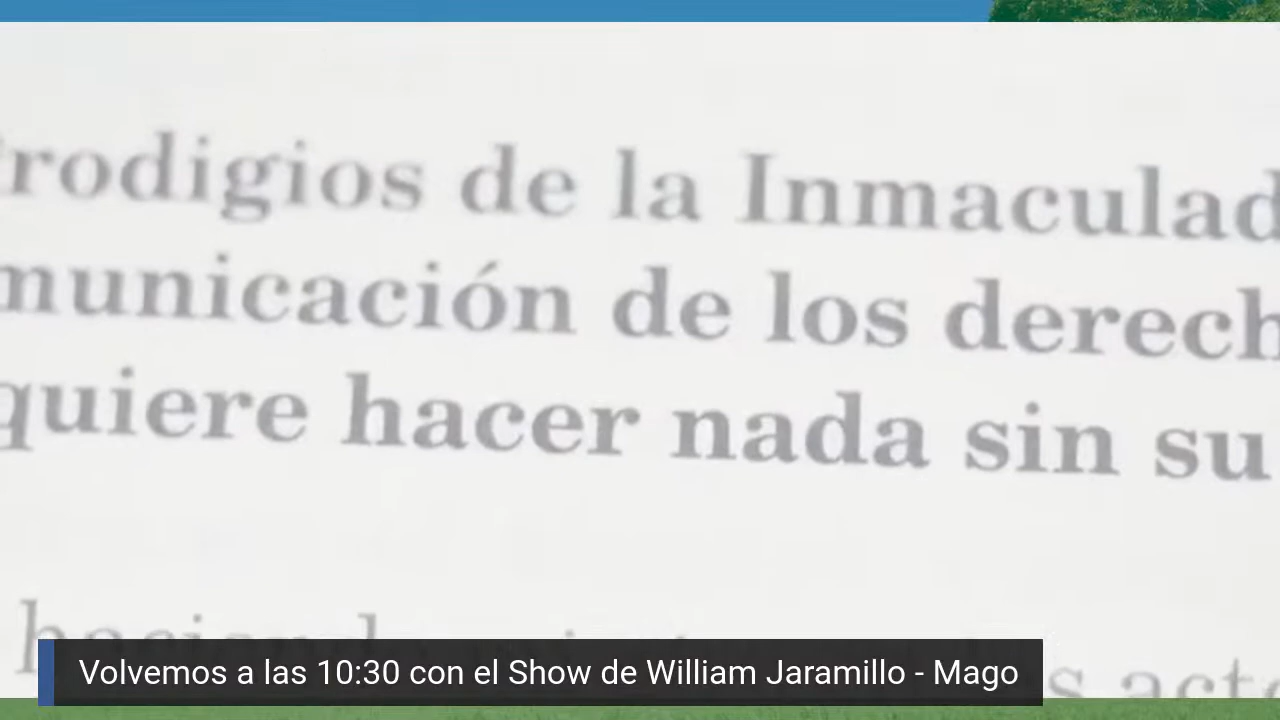 rodigios de la Inmaculad
municación de los derech
quiere hacer nada sin su
Volvemos a las 10:30 con el Show de William Jaramillo - Mago